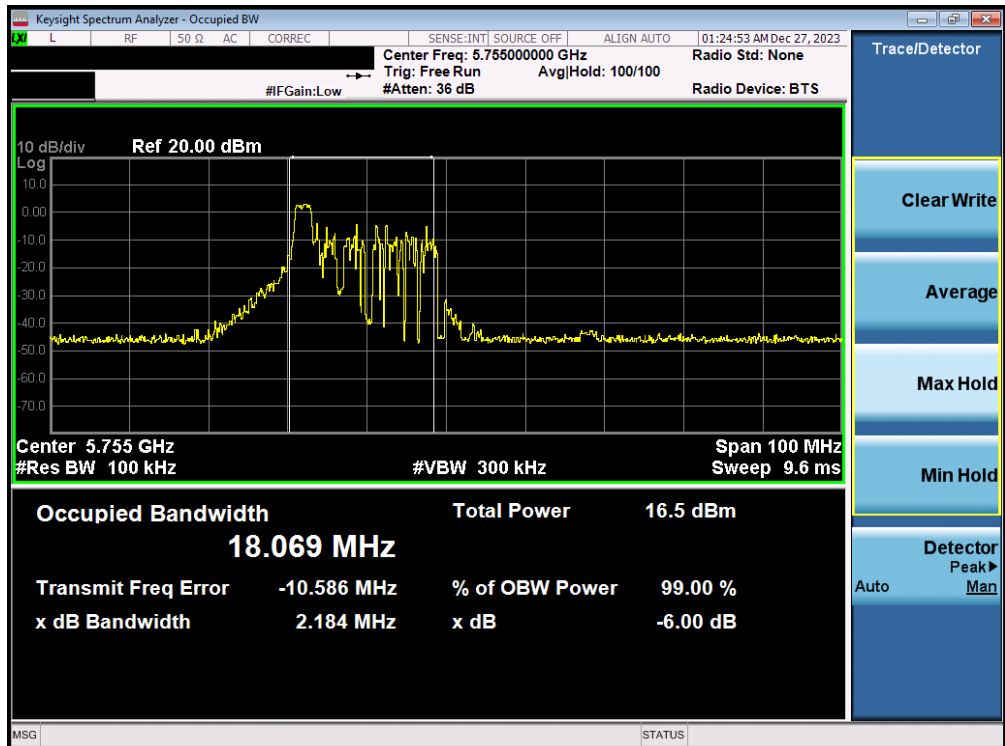 Keysight Spectrum Analyzer - Occupied BW
LXI L RF 50 Ω AC CORREC SENSE:INT SOURCE OFF ALIGN AUTO 01:24:53 AM Dec 27, 2023
Center Freq: 5.755000000 GHz Radio Std: None
Trig: Free Run Avg|Hold: 100/100
#IFGain:Low #Atten: 36 dB Radio Device: BTS
Trace/Detector
10 dB/div Ref 20.00 dBm
Log
10.0
0.00
-10.0
-20.0
-30.0
-40.0
-50.0
-60.0
-70.0
Center 5.755 GHz Span 100 MHz
#Res BW 100 kHz #VBW 300 kHz Sweep 9.6 ms
Clear Write
Average
Max Hold
Min Hold
Detector
Peak▶
Auto Man
Occupied Bandwidth Total Power 16.5 dBm
18.069 MHz
Transmit Freq Error -10.586 MHz % of OBW Power 99.00 %
x dB Bandwidth 2.184 MHz x dB -6.00 dB
MSG STATUS